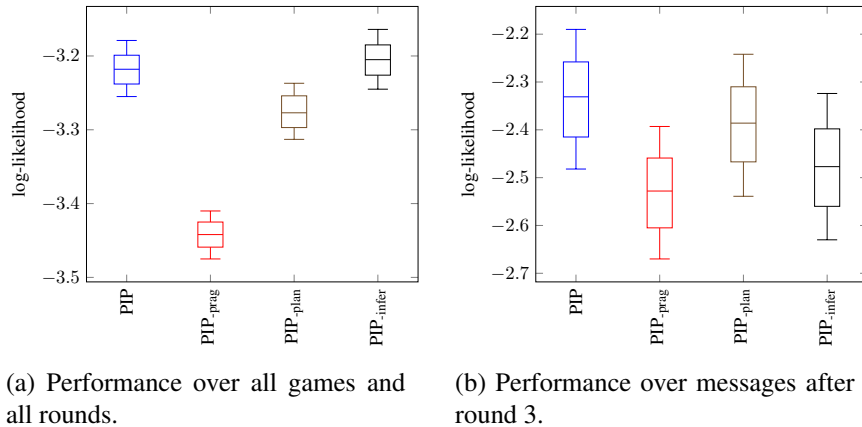 −3.2
−3.3
−3.4
−3.5
log-likelihood
PIP
PIP-prag
PIP-plan
PIP-infer
(a) Performance over all games and
all rounds.
−2.2
−2.3
−2.4
−2.5
−2.6
−2.7
log-likelihood
PIP
PIP-prag
PIP-plan
PIP-infer
(b) Performance over messages after
round 3.